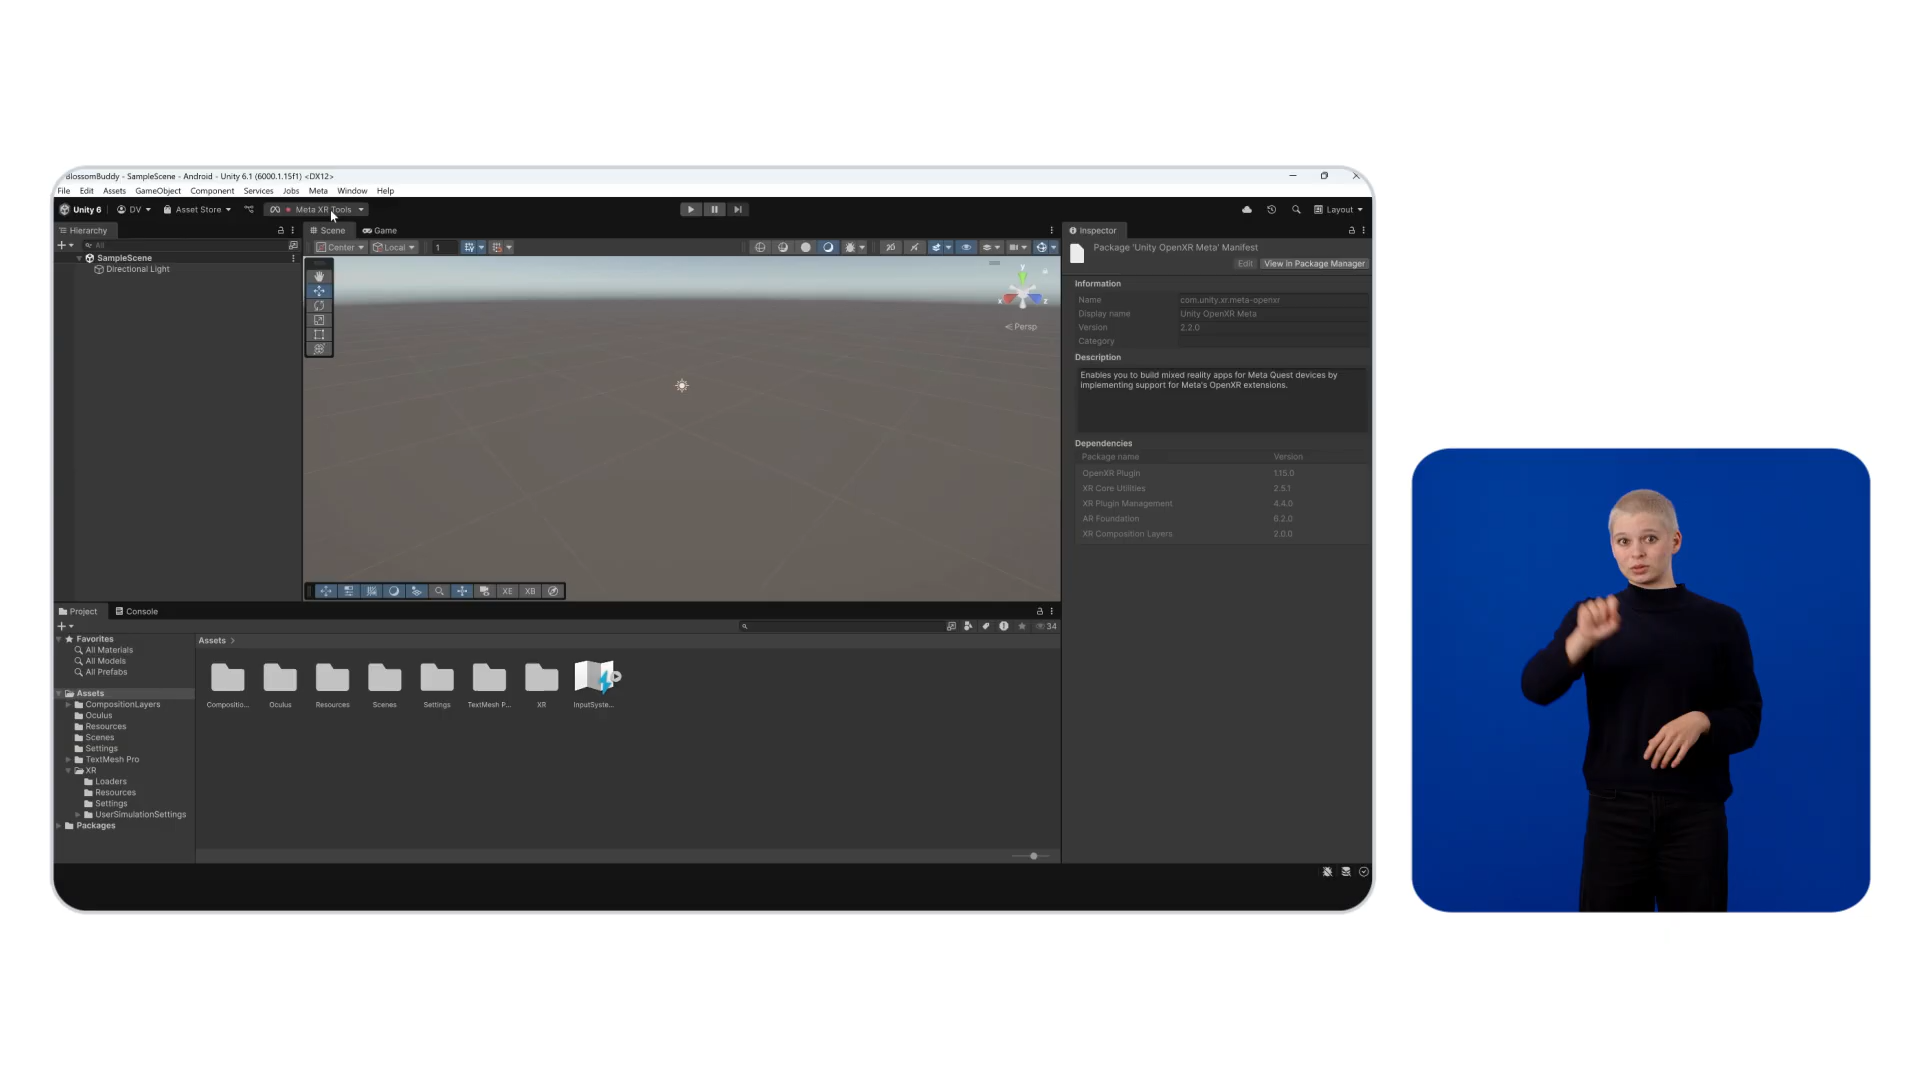 BlossomBuddy - SampleScene - Android - Unity 6.1 (6000.1.15f1) <DX12>
File Edit Assets GameObject Component Services Jobs Meta Window Help
Unity 6 DV Asset Store Meta XR Tools Layout
Hierarchy Scene Game Inspector
All Center Local 1
Package 'Unity OpenXR Meta' Manifest
Edit View In Package Manager
SampleScene
Directional Light
Y
X Z
Persp
Information
Name com.unity.xr.meta-openxr
Display name Unity OpenXR Meta
Version 2.2.0
Category
Description
Enables you to build mixed reality apps for Meta Quest devices by
implementing support for Meta's OpenXR extensions.
Dependencies
Package name Version
OpenXR Plugin 1.15.0
XR Core Utilities 2.5.1
XR Plugin Management 4.4.0
AR Foundation 6.2.0
XR Composition Layers 2.0.0
XE XB
Project Console
34
Favorites
All Materials
All Models
All Prefabs
Assets
CompositionLayers
Oculus
Resources
Scenes
Settings
TextMesh Pro
XR
Loaders
Resources
Settings
UserSimulationSettings
Packages
Assets >
Compositio... Oculus Resources Scenes Settings TextMesh P... XR InputSyste...